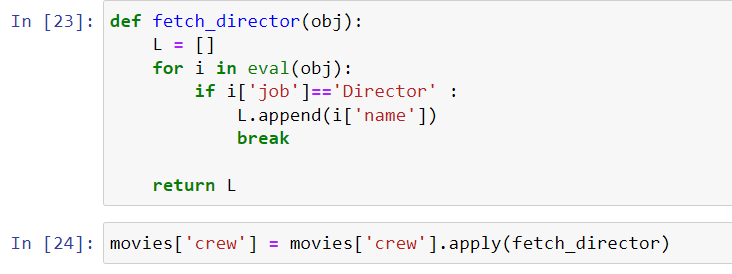 In [23]: def fetch_director(obj):
    L = []
    for i in eval(obj):
        if i['job']=='Director' :
            L.append(i['name'])
            break
    return L
In [24]: movies['crew'] = movies['crew'].apply(fetch_director)